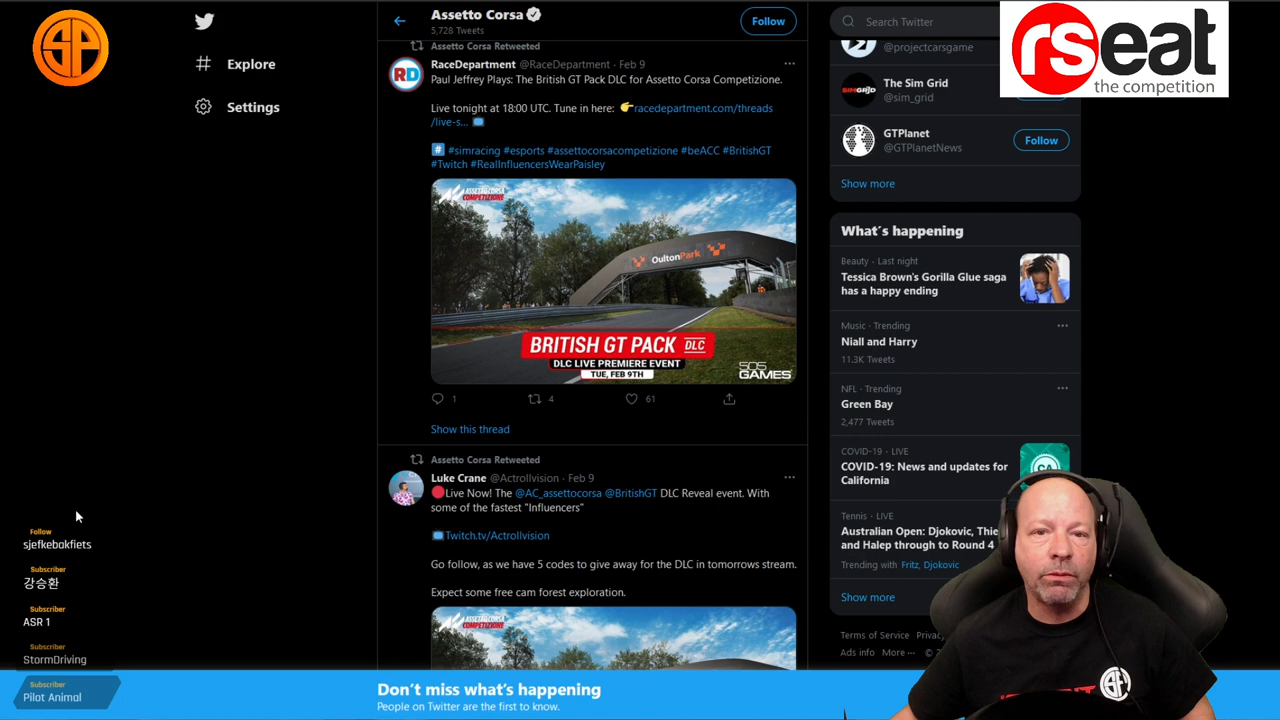 SP
Explore
Settings
Assetto Corsa
5,728 Tweets
Follow
Assetto Corsa Retweeted
RaceDepartment @RaceDepartment · Feb 9
Paul Jeffrey Plays: The British GT Pack DLC for Assetto Corsa Competizione.
Live tonight at 18:00 UTC. Tune in here: 👉racedepartment.com/threads
/live-s...
#simracing #esports #assettocorsacompetizione #beACC #BritishGT
#Twitch #RealInfluencersWearPaisley
ASSETTO CORSA
COMPETIZIONE
OultonPark
BRITISH GT PACK DLC
DLC LIVE PREMIERE EVENT
TUE, FEB 9TH
505
GAMES
1
4
61
Show this thread
Assetto Corsa Retweeted
Luke Crane @Actrollvision · Feb 9
🔴Live Now! The @AC_assettocorsa @BritishGT DLC Reveal event. With
some of the fastest "Influencers"
Twitch.tv/Actrollvision
Go follow, as we have 5 codes to give away for the DLC in tomorrows stream.
Expect some free cam forest exploration.
ASSETTO CORSA
COMPETIZIONE
Search Twitter
rseat
the competition
@projectcarsgame
The Sim Grid
@sim_grid
GTPlanet
@GTPlanetNews
Follow
Show more
What's happening
Beauty · Last night
Tessica Brown's Gorilla Glue saga
has a happy ending
Music · Trending
Niall and Harry
11.3K Tweets
NFL · Trending
Green Bay
2,477 Tweets
COVID-19 · LIVE
COVID-19: News and updates for
California
Tennis · LIVE
Australian Open: Djokovic, Thie
and Halep through to Round 4
Trending with Fritz, Djokovic
Show more
Terms of Service Privac
Ads info More ··· ©
Follow
sjefkebakfiets
Subscriber
강승환
Subscriber
ASR 1
Subscriber
StormDriving
Subscriber
Pilot Animal
Don't miss what's happening
People on Twitter are the first to know.